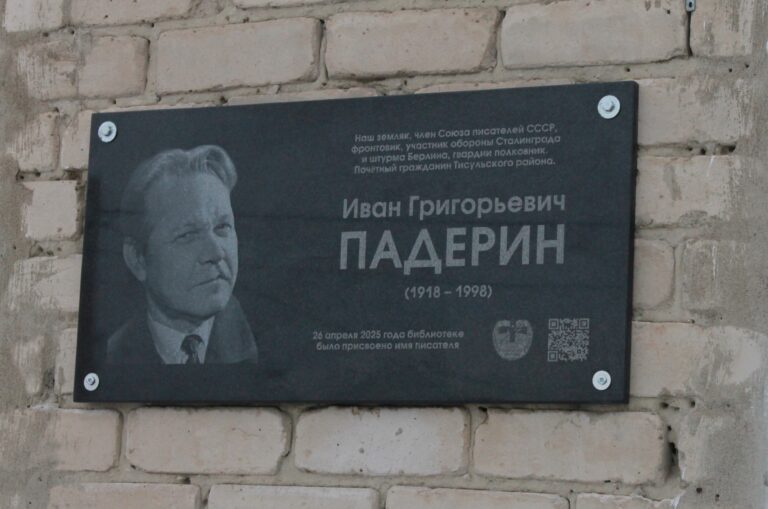 Наш земляк, член Союза писателей СССР,
фронтовик, участник обороны Сталинграда
и штурма Берлина, гвардии полковник.
Почётный гражданин Тисульского района.
Иван Григорьевич
ПАДЕРИН
(1918 – 1998)
26 апреля 2025 года библиотеке
было присвоено имя писателя